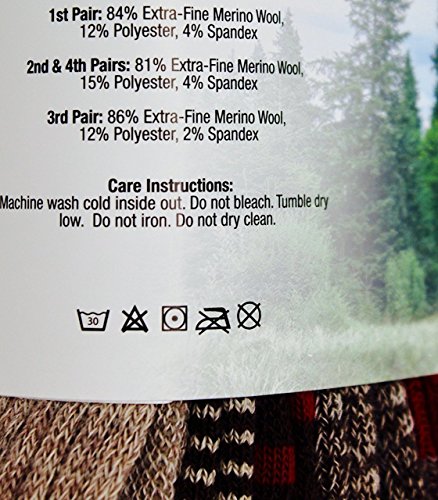 1st Pair: 84% Extra-Fine Merino Wool,
12% Polyester, 4% Spandex
2nd & 4th Pairs: 81% Extra-Fine Merino Wool,
15% Polyester, 4% Spandex
3rd Pair: 86% Extra-Fine Merino Wool,
12% Polyester, 2% Spandex
Care Instructions:
Machine wash cold inside out. Do not bleach. Tumble dry
low. Do not iron. Do not dry clean.
30